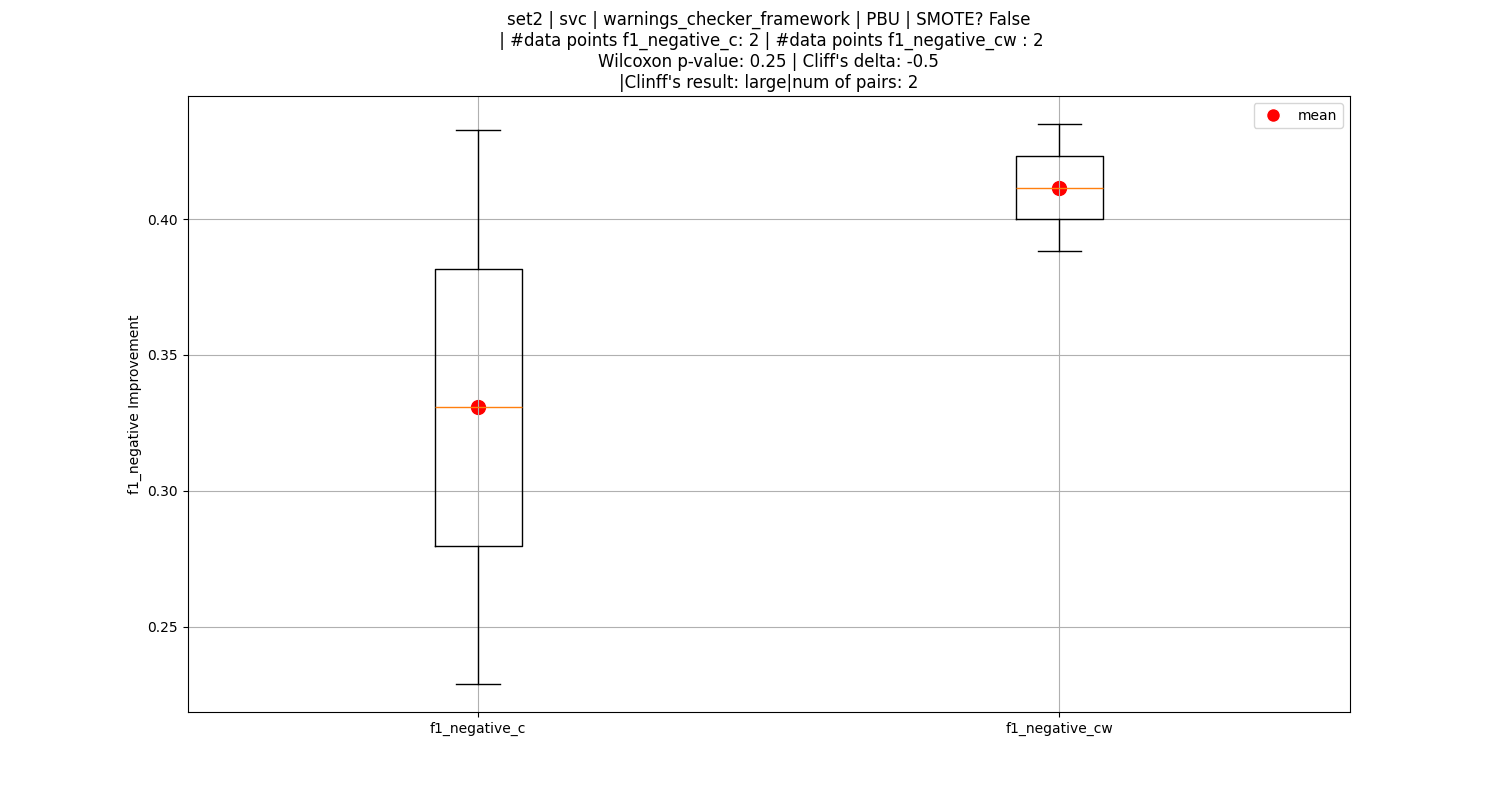 set2 | svc | warnings_checker_framework | PBU | SMOTE? False
| #data points f1_negative_c: 2 | #data points f1_negative_cw : 2
Wilcoxon p-value: 0.25 | Cliff's delta: -0.5
|Clinff's result: large|num of pairs: 2
mean
0.40
0.35
0.30
0.25
f1_negative Improvement
f1_negative_c
f1_negative_cw